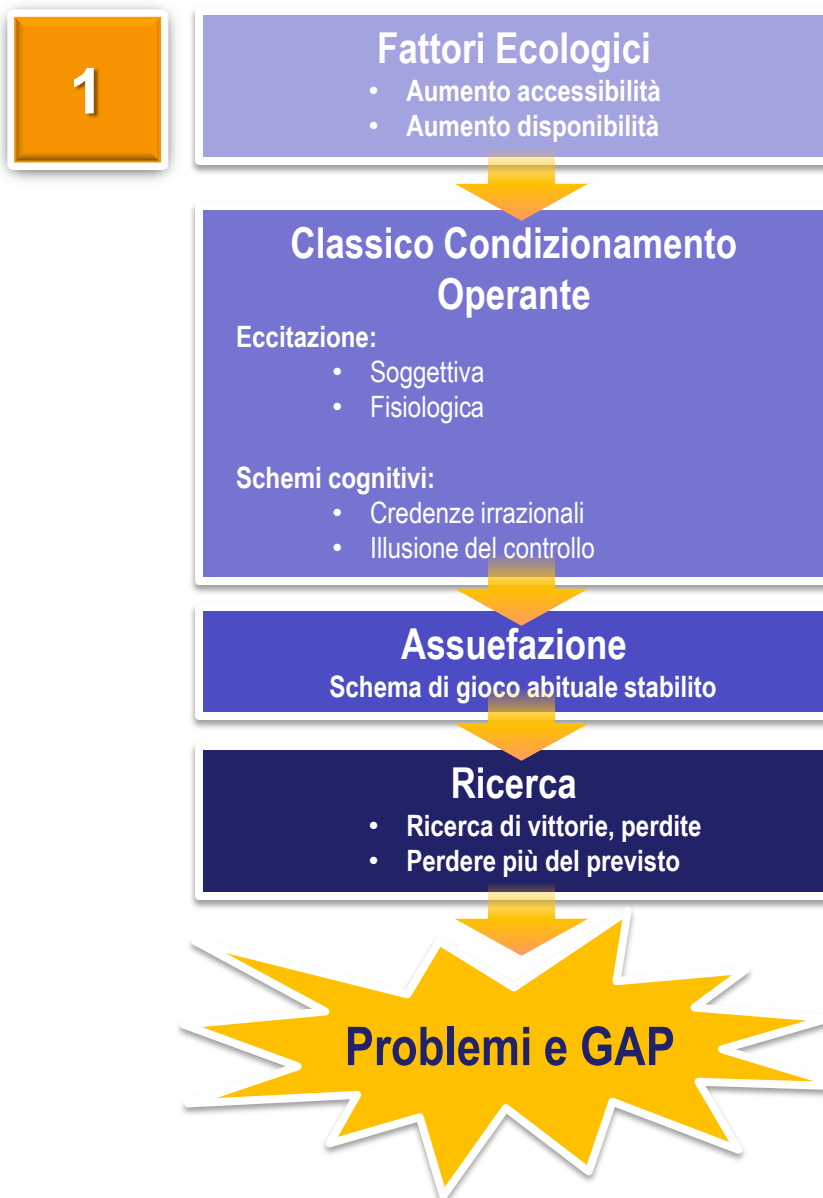 1
Fattori Ecologici
• Aumento accessibilità
• Aumento disponibilità
Classico Condizionamento
Operante
Eccitazione:
• Soggettiva
• Fisiologica
Schemi cognitivi:
• Credenze irrazionali
• Illusione del controllo
Assuefazione
Schema di gioco abituale stabilito
Ricerca
• Ricerca di vittorie, perdite
• Perdere più del previsto
Problemi e GAP